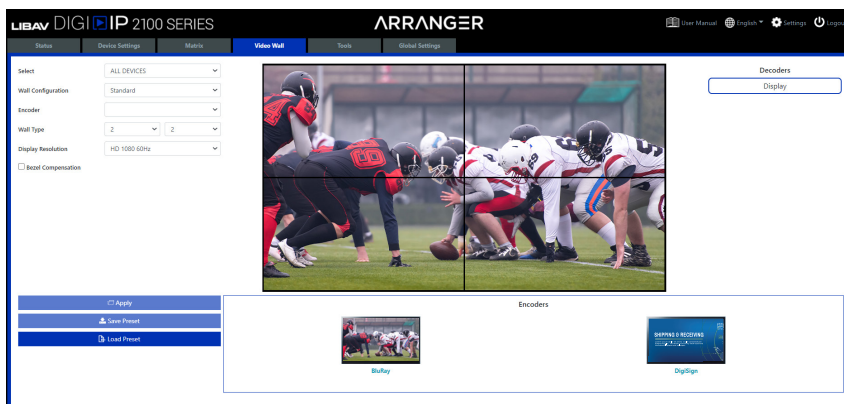 LIBAV DIGI IP 2100 SERIES
ARRANGER
User Manual English Settings Logou
Status Device Settings Matrix Video Wall Tools Global Settings
Select ALL DEVICES
Wall Configuration Standard
Encoder
Wall Type 2 2
Display Resolution HD 1080 60Hz
Bezel Compensation
Decoders
Display
Apply
Save Preset
Load Preset
Encoders
SHIPPING & RECEIVING
BluRay
DigiSign